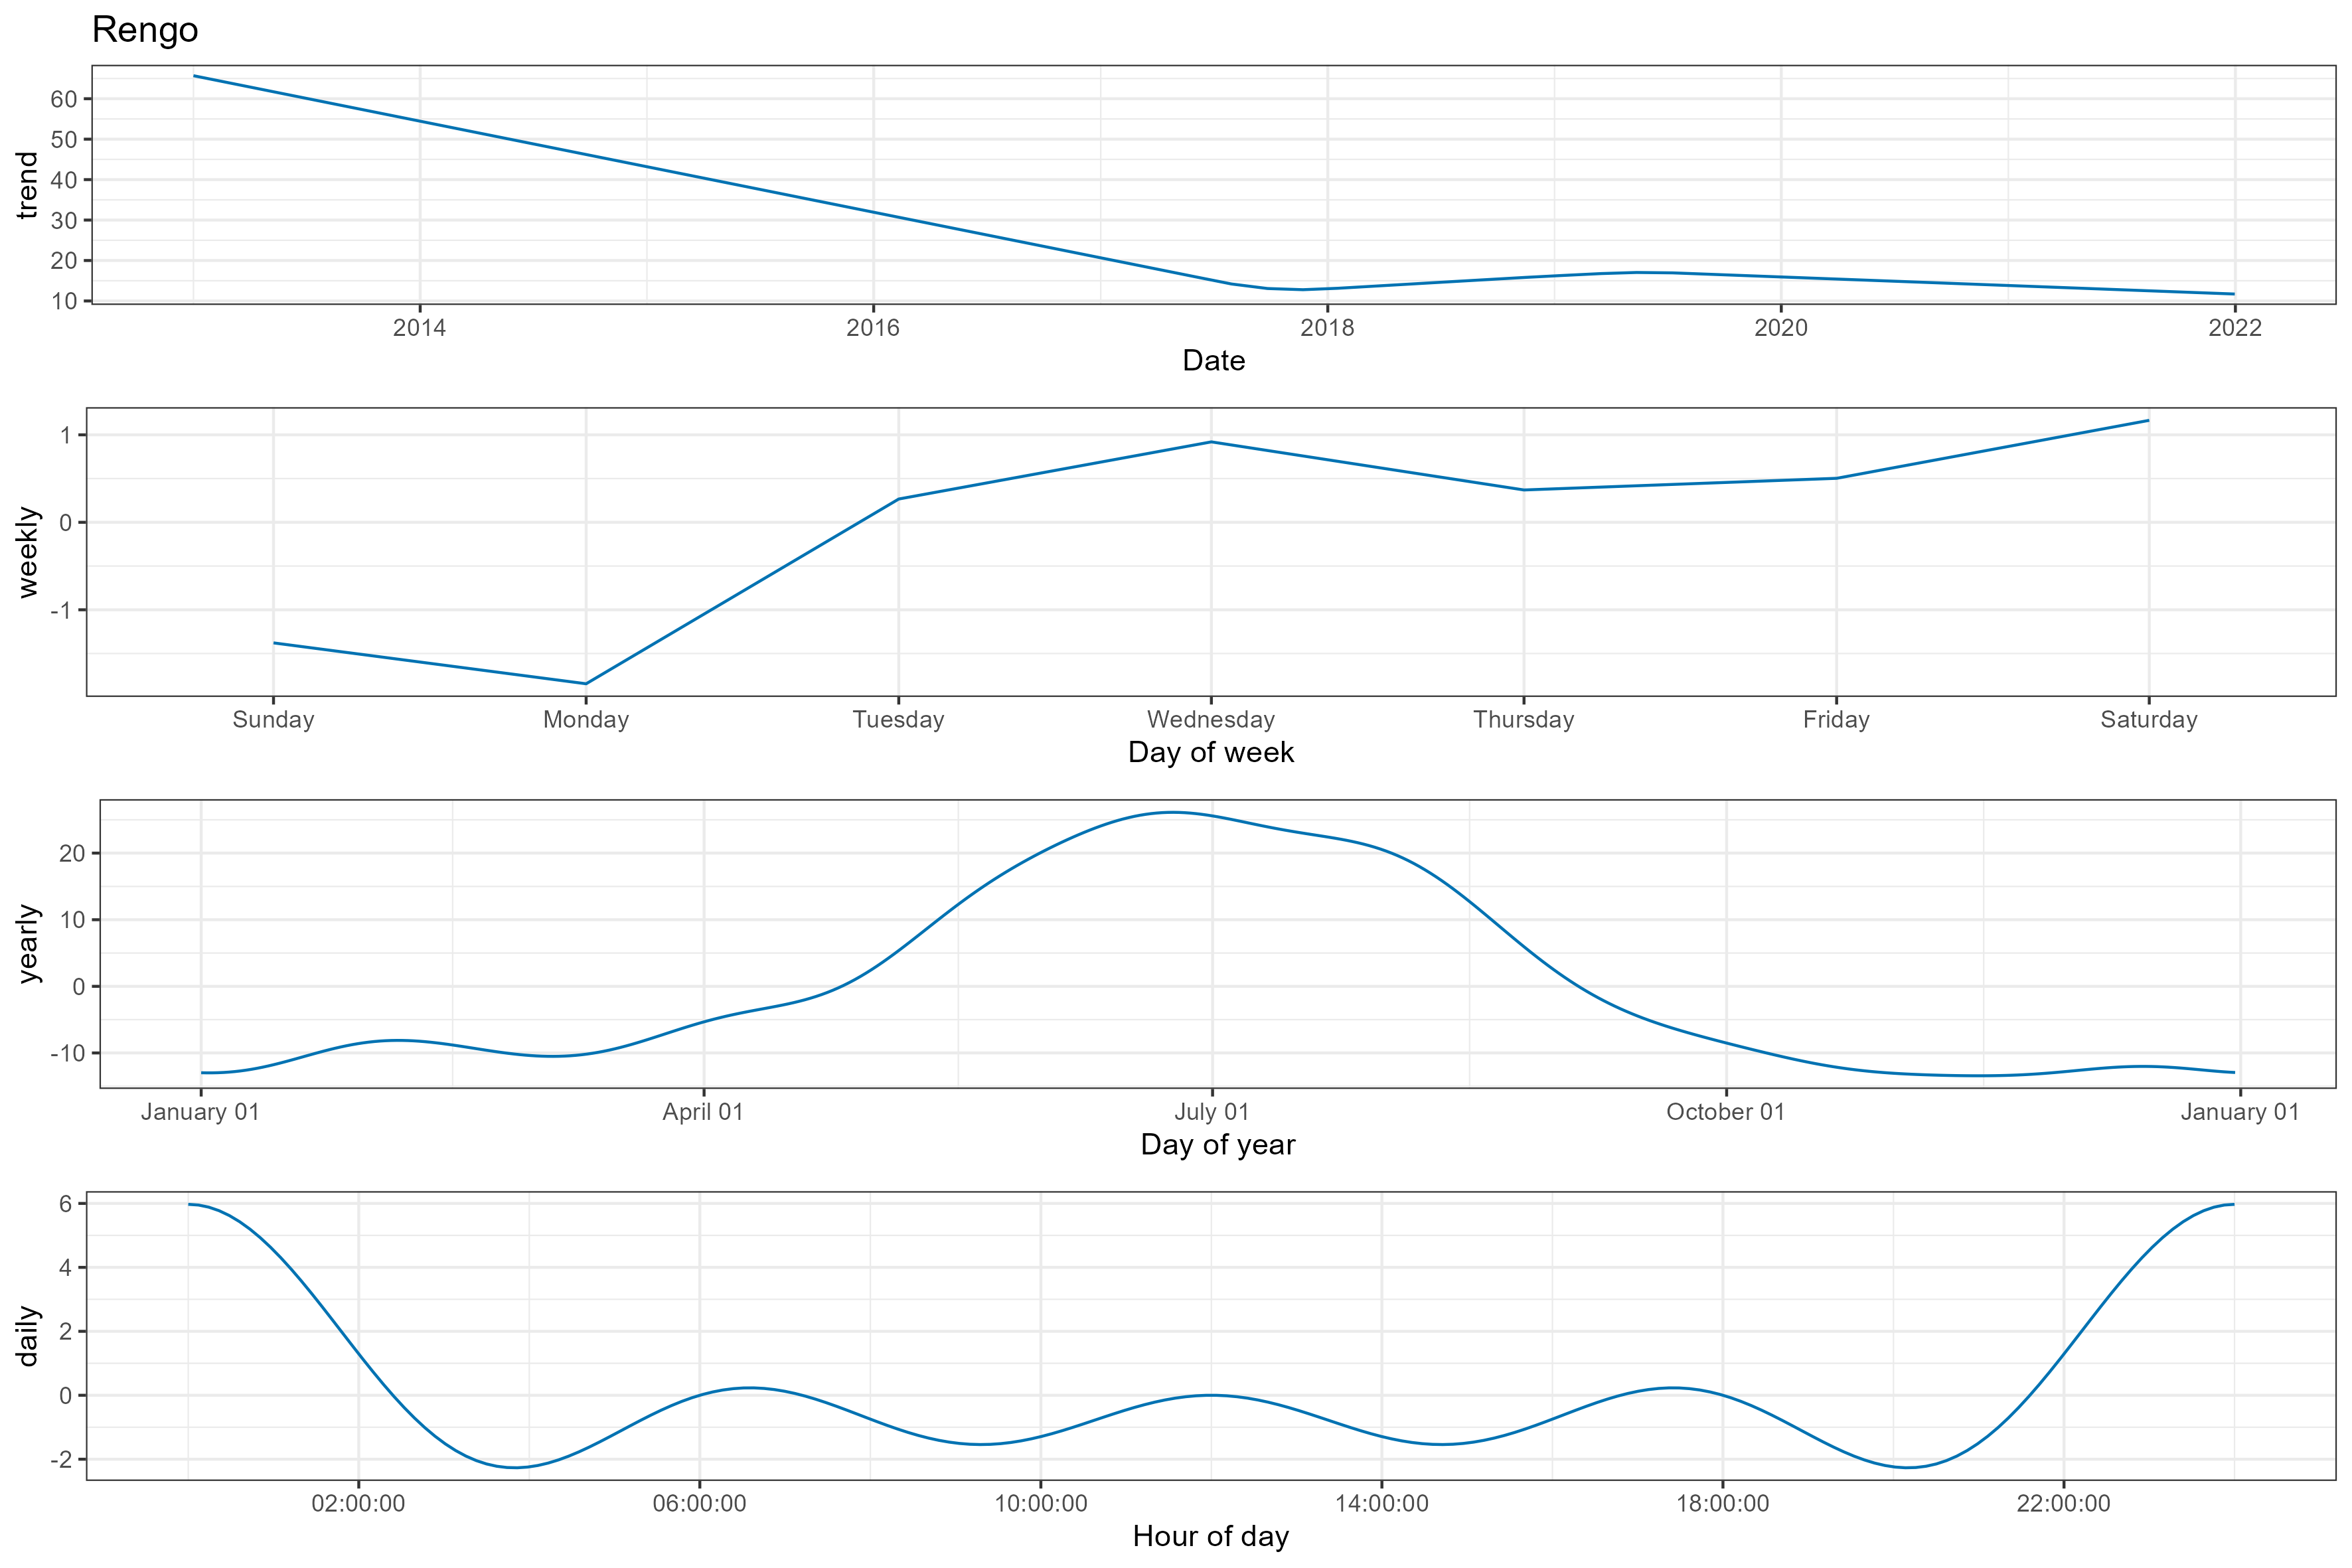 Rengo
trend
60
50
40
30
20
10
2014 2016 2018 2020 2022
Date
weekly
1
0
-1
Sunday Monday Tuesday Wednesday Thursday Friday Saturday
Day of week
yearly
20
10
0
-10
January 01 April 01 July 01 October 01 January 01
Day of year
daily
6
4
2
0
-2
02:00:00 06:00:00 10:00:00 14:00:00 18:00:00 22:00:00
Hour of day